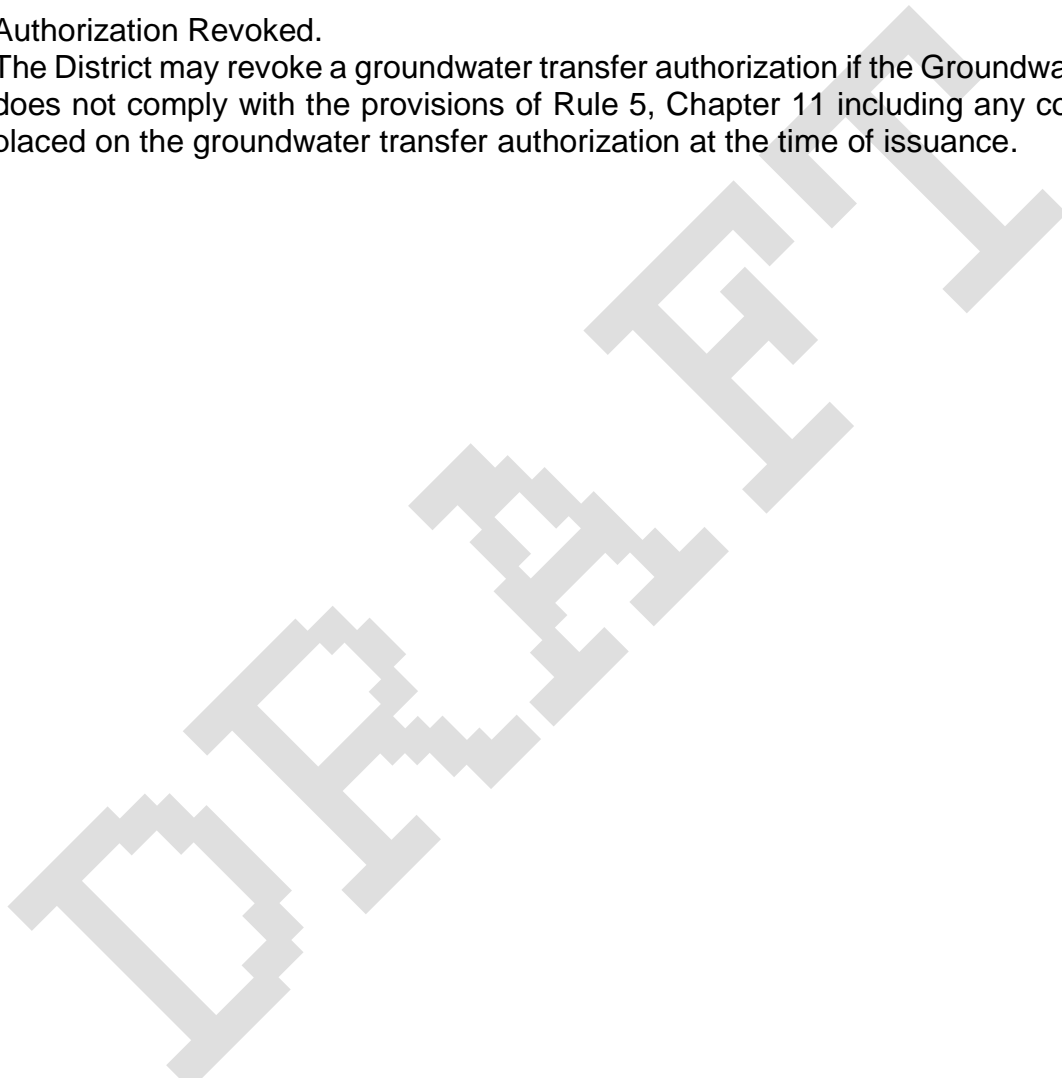 Authorization Revoked.
The District may revoke a groundwater transfer authorization if the Groundwa
does not comply with the provisions of Rule 5, Chapter 11 including any co
placed on the groundwater transfer authorization at the time of issuance.
DRAFT